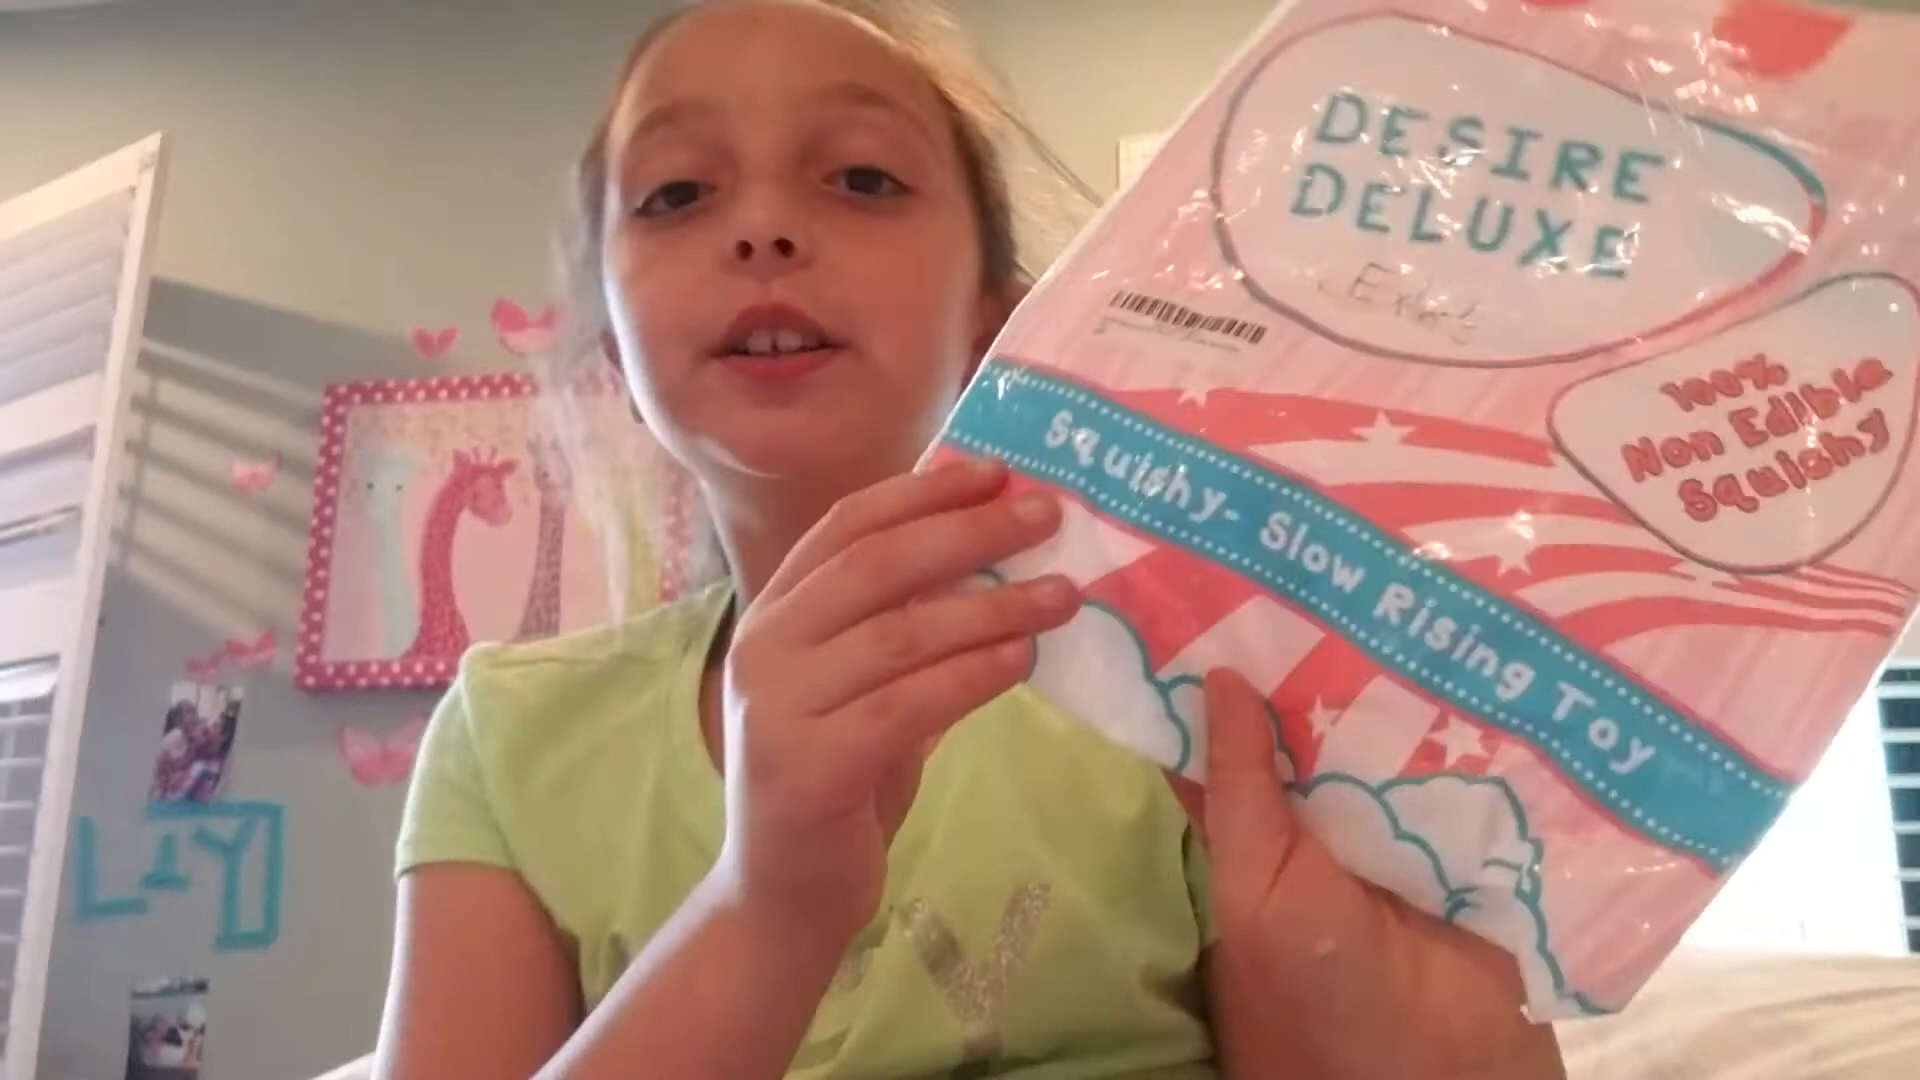 DESIRE
DELUXE
100%
Non Edible
Squishy
Squishy- Slow Rising Toy